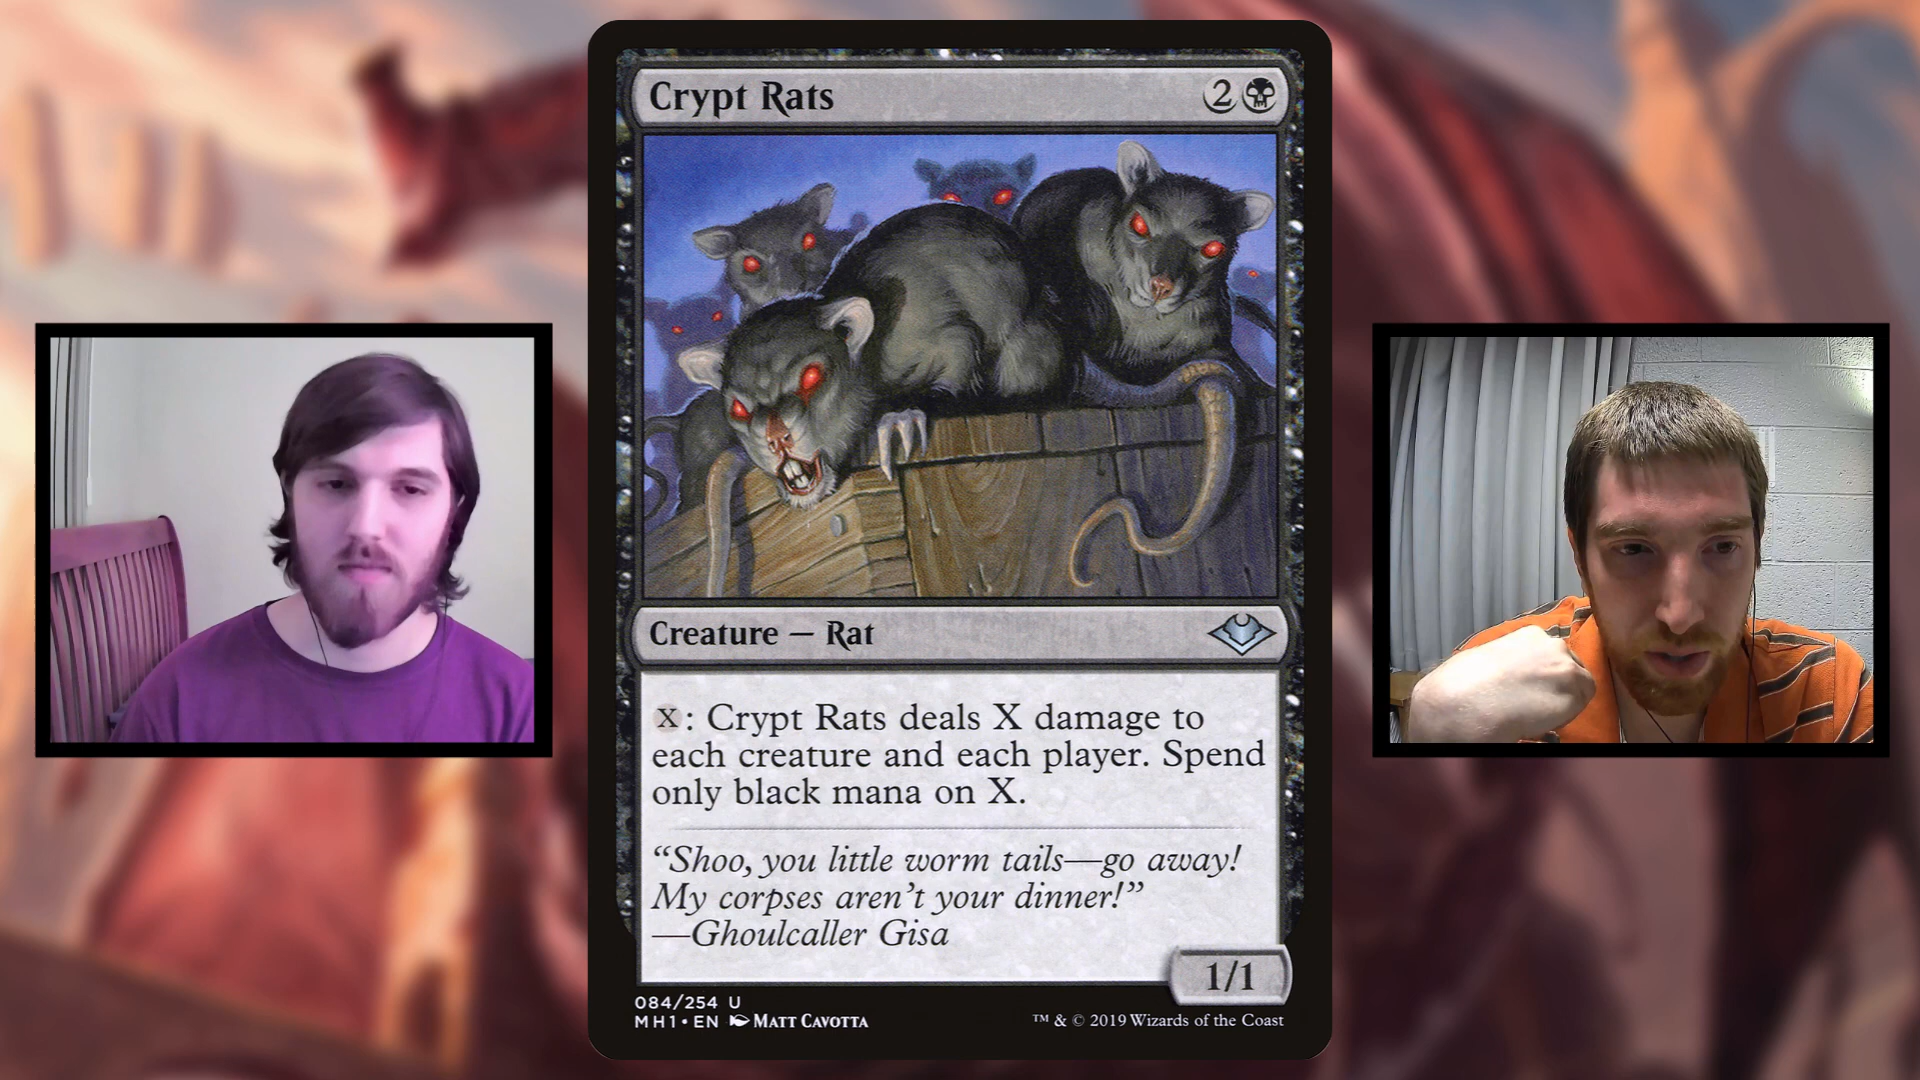 Crypt Rats 2
Creature — Rat
X: Crypt Rats deals X damage to
each creature and each player. Spend
only black mana on X.
“Shoo, you little worm tails—go away!
My corpses aren’t your dinner!”
—Ghoulcaller Gisa
1/1
084/254 U
MH1•EN MATT CAVOTTA
™ & © 2019 Wizards of the Coast